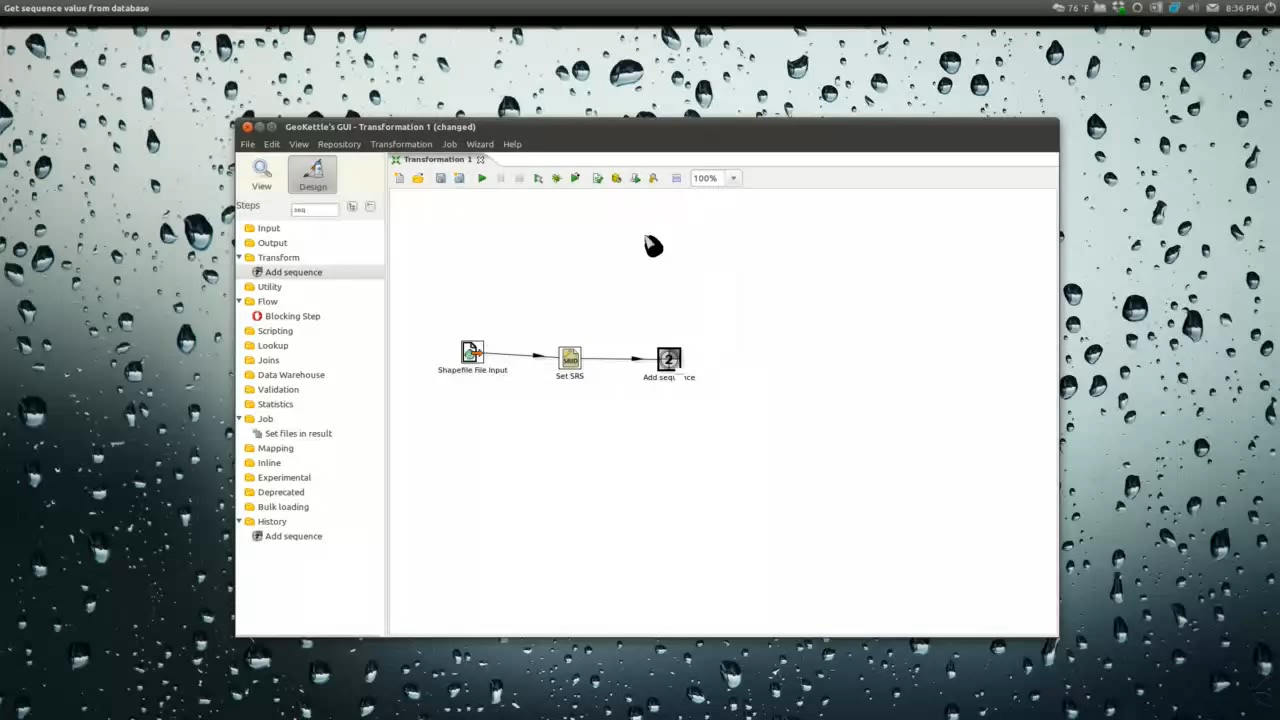 Get sequence value from database
76 °F
8:36 PM
GeoKettle's GUI - Transformation 1 (changed)
File Edit View Repository Transformation Job Wizard Help
View
Design
Transformation 1
100%
Steps
seq
Input
Output
Transform
Add sequence
Utility
Flow
Blocking Step
Scripting
Lookup
Joins
Data Warehouse
Validation
Statistics
Job
Set files in result
Mapping
Inline
Experimental
Deprecated
Bulk loading
History
Add sequence
Shapefile File Input
SRID
Set SRS
2
Add